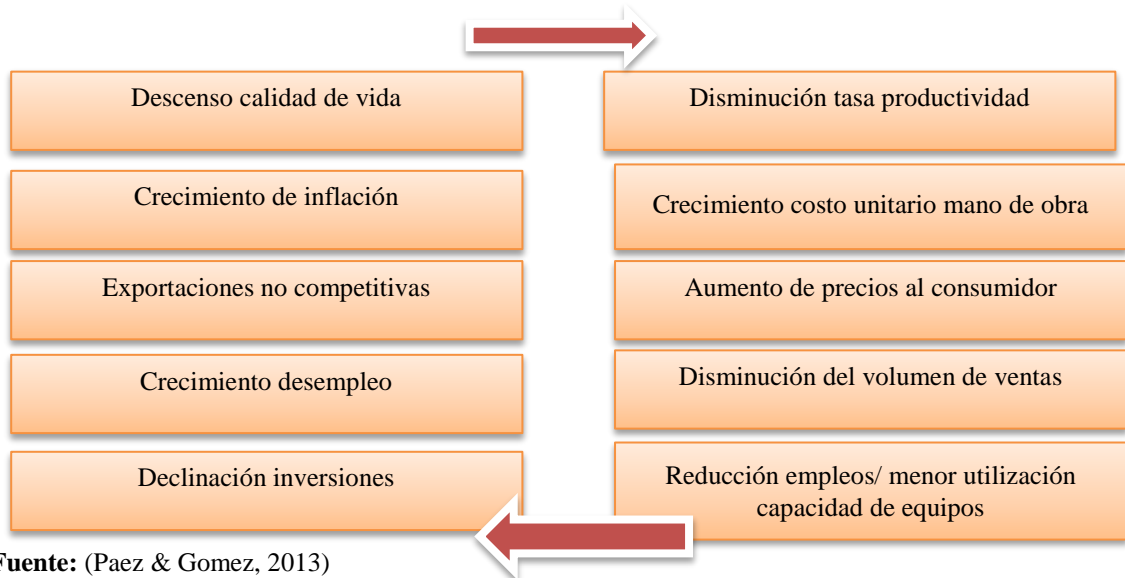 Descenso calidad de vida
Disminución tasa productividad
Crecimiento de inflación
Crecimiento costo unitario mano de obra
Exportaciones no competitivas
Aumento de precios al consumidor
Crecimiento desempleo
Disminución del volumen de ventas
Declinación inversiones
Reducción empleos/ menor utilización
capacidad de equipos
Fuente: (Paez & Gomez, 2013)